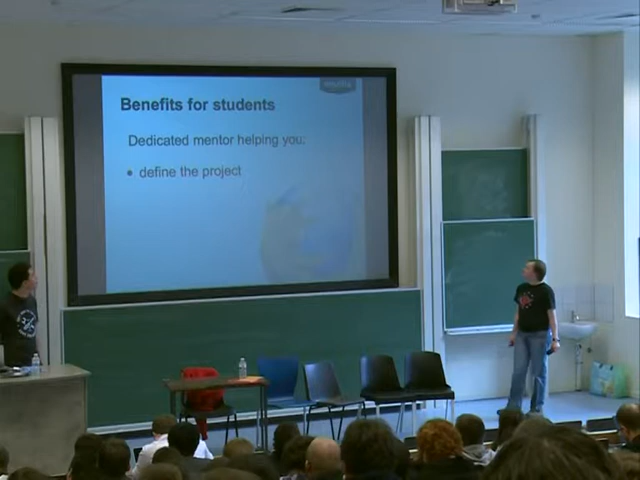 Benefits for students
Dedicated mentor helping you:
• define the project